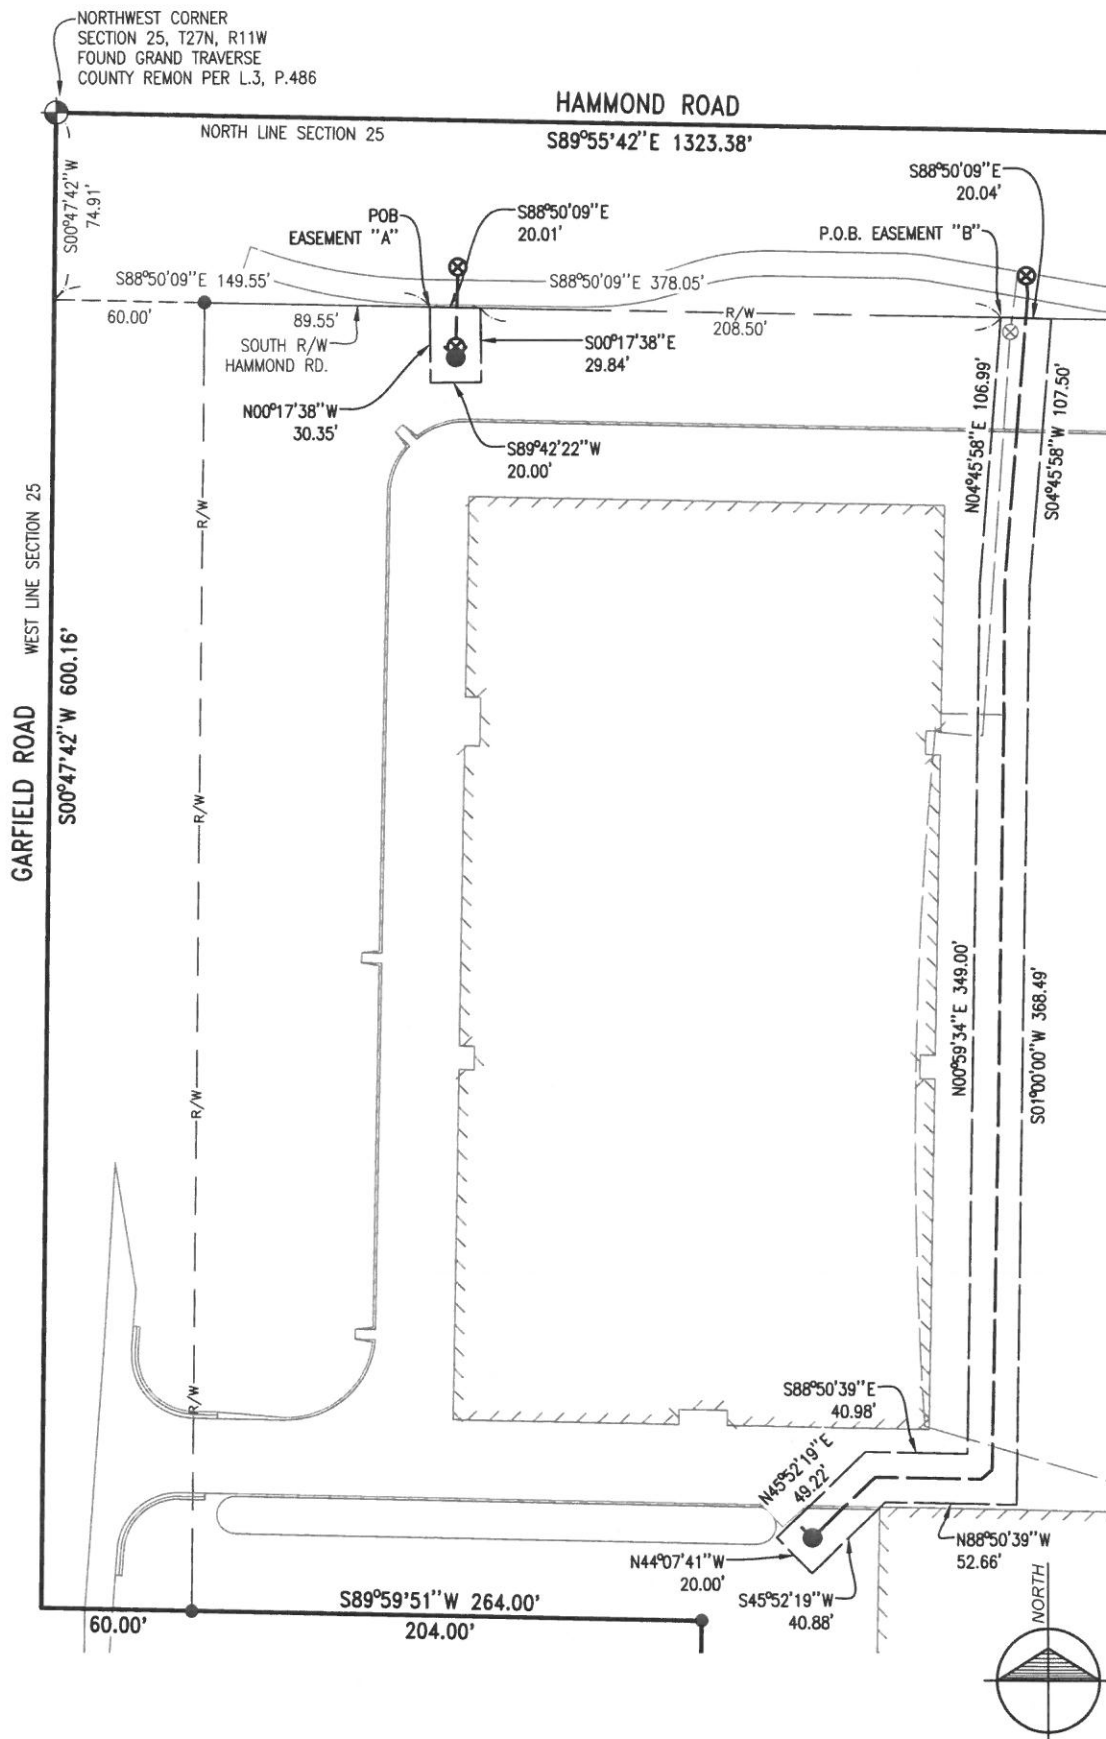 NORTHWEST CORNER
SECTION 25, T27N, R11W
FOUND GRAND TRAVERSE
COUNTY REMON PER L.3, P.486
HAMMOND ROAD
NORTH LINE SECTION 25
S89°55'42"E 1323.38'
S00°47'42"W
74.91'
S88°50'09"E
20.04'
POB
EASEMENT "A"
S88°50'09"E
20.01'
P.O.B. EASEMENT "B"
S88°50'09"E 149.55'
S88°50'09"E 378.05'
60.00'
89.55'
R/W
208.50'
SOUTH R/W
HAMMOND RD.
S00°17'38"E
29.84'
N00°17'38"W
30.35'
S89°42'22"W
20.00'
N04°45'58"E 106.99'
S04°45'58"W 107.50'
R/W
WEST LINE SECTION 25
GARFIELD ROAD
S00°47'42"W 600.16'
R/W
N00°59'34"E 349.00'
S01°00'00"W 368.49'
R/W
R/W
S88°50'39"E
40.98'
N45°52'19"E
49.22'
N88°50'39"W
52.66'
N44°07'41"W
20.00'
S45°52'19"W
40.88'
S89°59'51"W 264.00'
60.00'
204.00'
NORTH